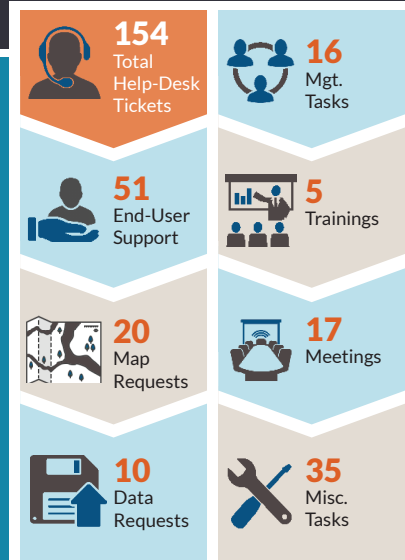 154
Total
Help-Desk
Tickets
51
End-User
Support
20
Map
Requests
10
Data
Requests
16
Mgt.
Tasks
5
Trainings
17
Meetings
35
Misc.
Tasks